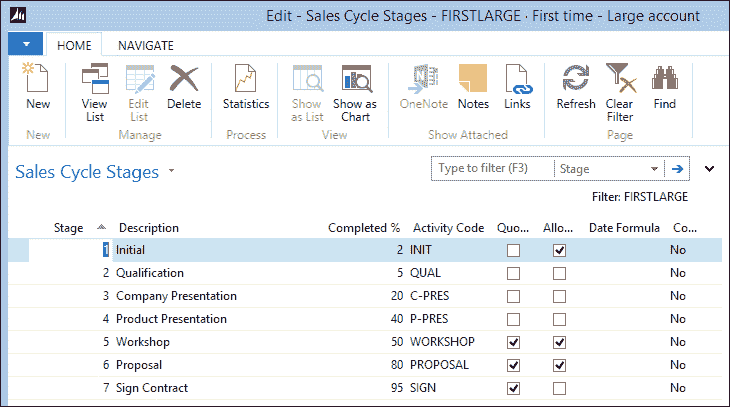 Edit - Sales Cycle Stages - FIRSTLARGE · First time - Large account
HOME NAVIGATE
New View List Edit List Delete Statistics Show as List Show as Chart OneNote Notes Links Refresh Clear Filter Find
New Manage Process View Show Attached Page
Sales Cycle Stages Type to filter (F3) Stage
Filter: FIRSTLARGE
Stage Description Completed % Activity Code Quo... Allo... Date Formula Co...
1 Initial 2 INIT No
2 Qualification 5 QUAL No
3 Company Presentation 20 C-PRES No
4 Product Presentation 40 P-PRES No
5 Workshop 50 WORKSHOP No
6 Proposal 80 PROPOSAL No
7 Sign Contract 95 SIGN No